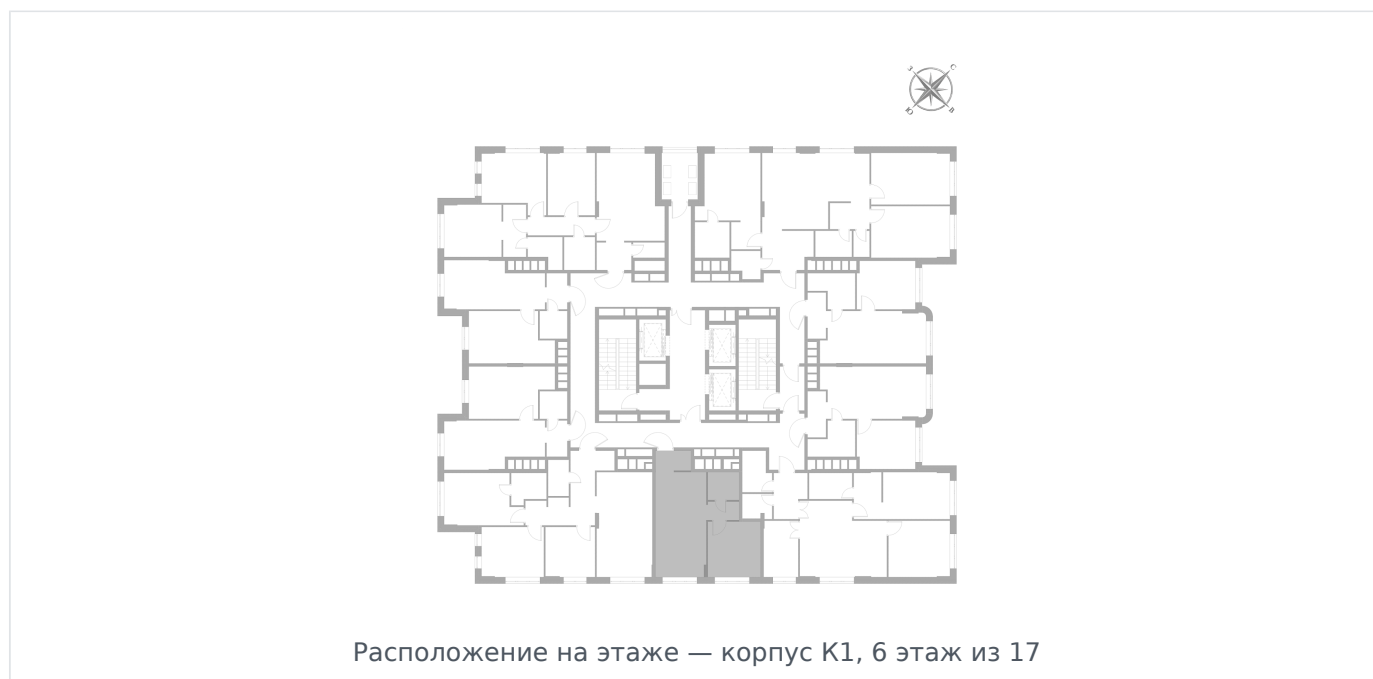 З С
Ю В
Расположение на этаже — корпус К1, 6 этаж из 17